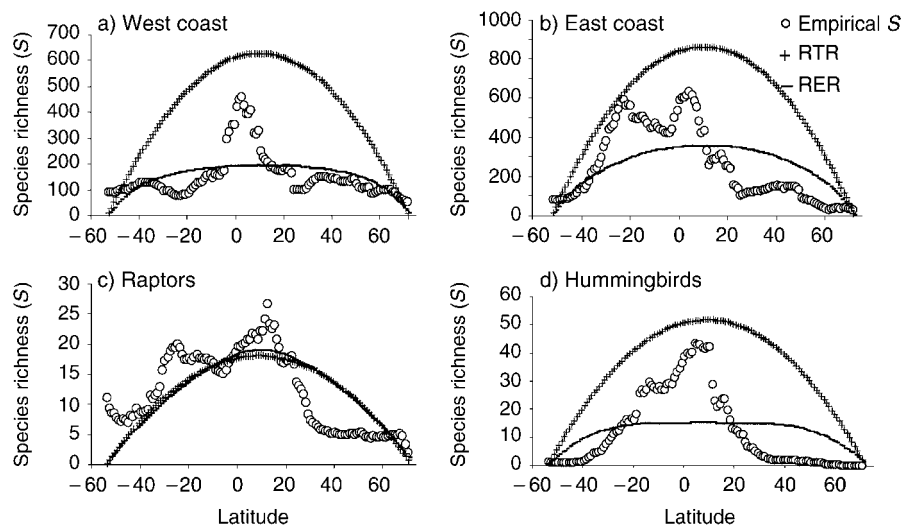 a) West coast
Species richness (S)
700
600
500
400
300
200
100
0
−60 −40 −20 0 20 40 60
b) East coast
Species richness (S)
1000
800
600
400
200
0
−60 −40 −20 0 20 40 60
Empirical S
RTR
RER
c) Raptors
Species richness (S)
30
25
20
15
10
5
0
−60 −40 −20 0 20 40 60
Latitude
d) Hummingbirds
Species richness (S)
60
50
40
30
20
10
0
−60 −40 −20 0 20 40 60
Latitude